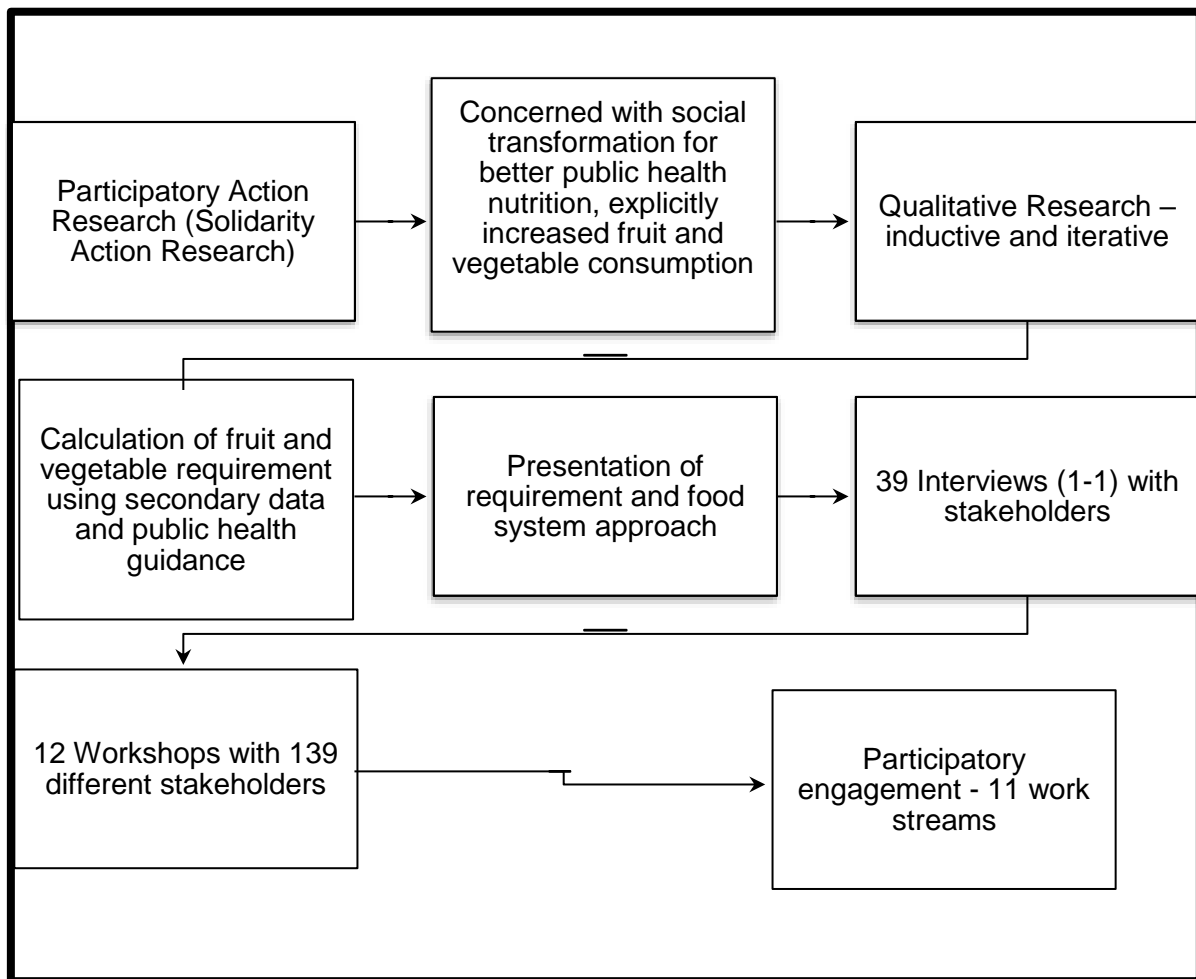 Participatory Action
Research (Solidarity
Action Research)
Concerned with social
transformation for
better public health
nutrition, explicitly
increased fruit and
vegetable consumption
Qualitative Research –
inductive and iterative
Calculation of fruit and
vegetable requirement
using secondary data
and public health
guidance
Presentation of
requirement and food
system approach
39 Interviews (1-1) with
stakeholders
12 Workshops with 139
different stakeholders
Participatory
engagement - 11 work
streams